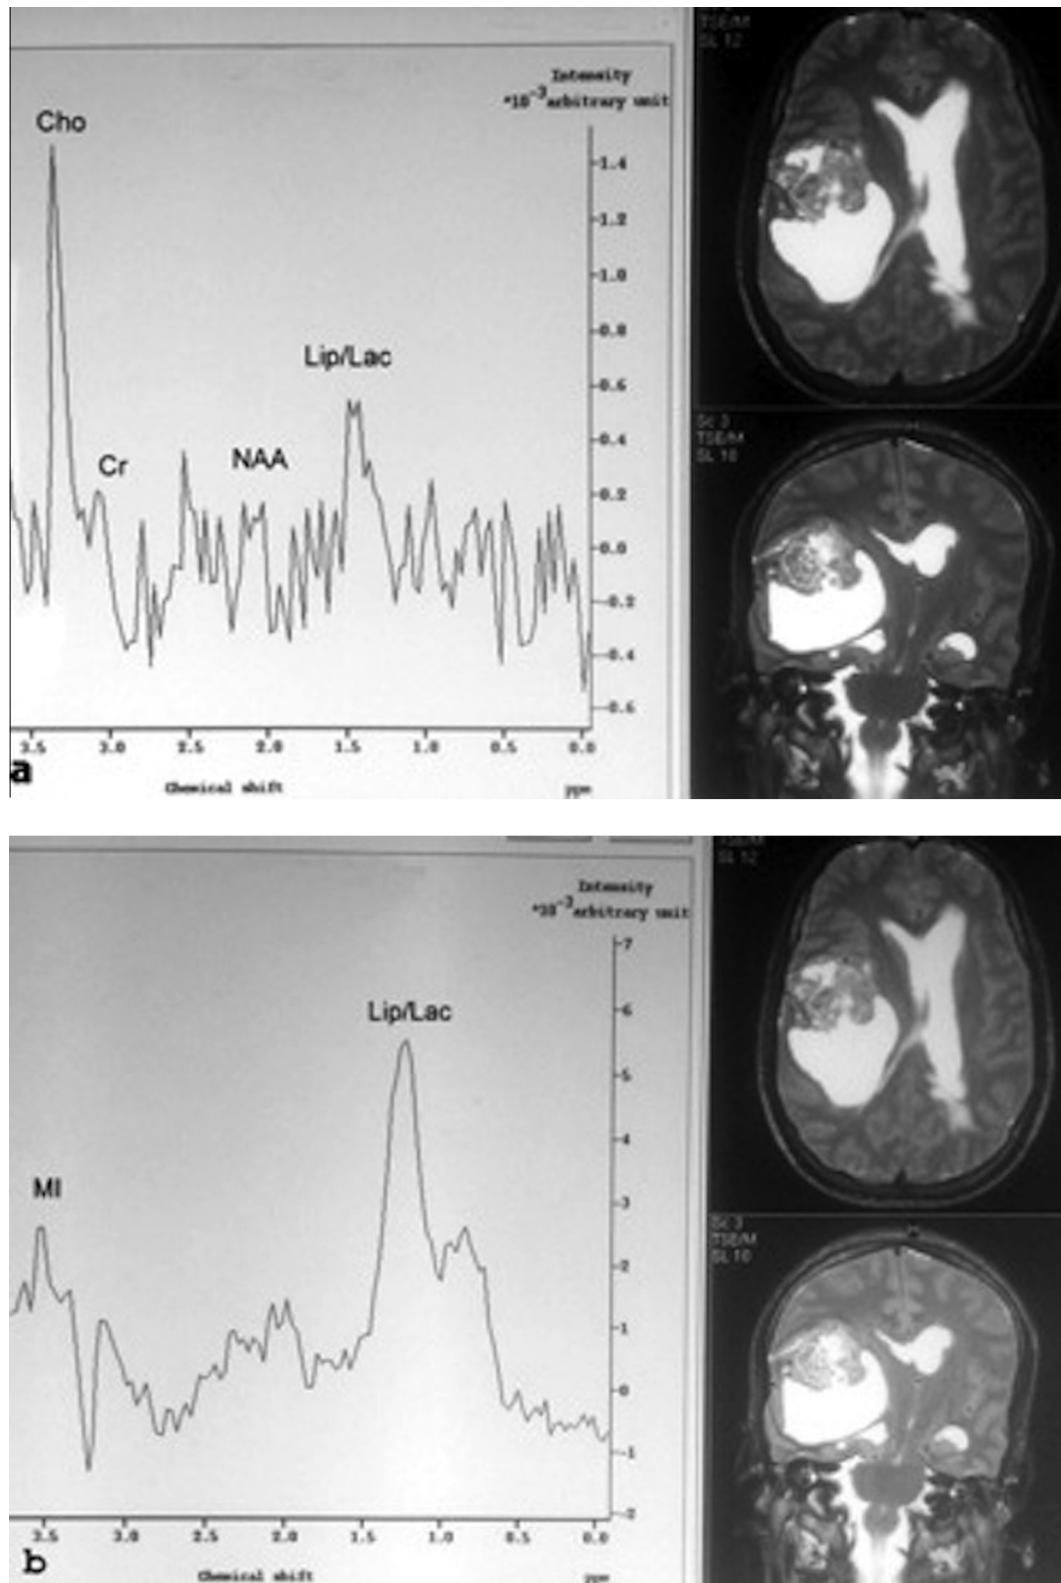 Intensity
*10-3 arbitrary unit
Cho
1.4
1.2
1.0
0.8
Lip/Lac
0.6
Cr
NAA
0.4
0.2
0.0
-0.2
-0.4
-0.6
3.5 3.0 2.5 2.0 1.5 1.0 0.5 0.0
a
Chemical shift ppm
TSE/M
SL 12
Sc 3
TSE/M
SL 10
H
Intensity
*10-3 arbitrary unit
7
Lip/Lac
6
5
4
MI
3
2
1
0
-1
-2
3.5 3.0 2.5 2.0 1.5 1.0 0.5 0.0
b
Chemical shift ppm
TSE/M
SL 12
Sc 3
TSE/M
SL 10
H